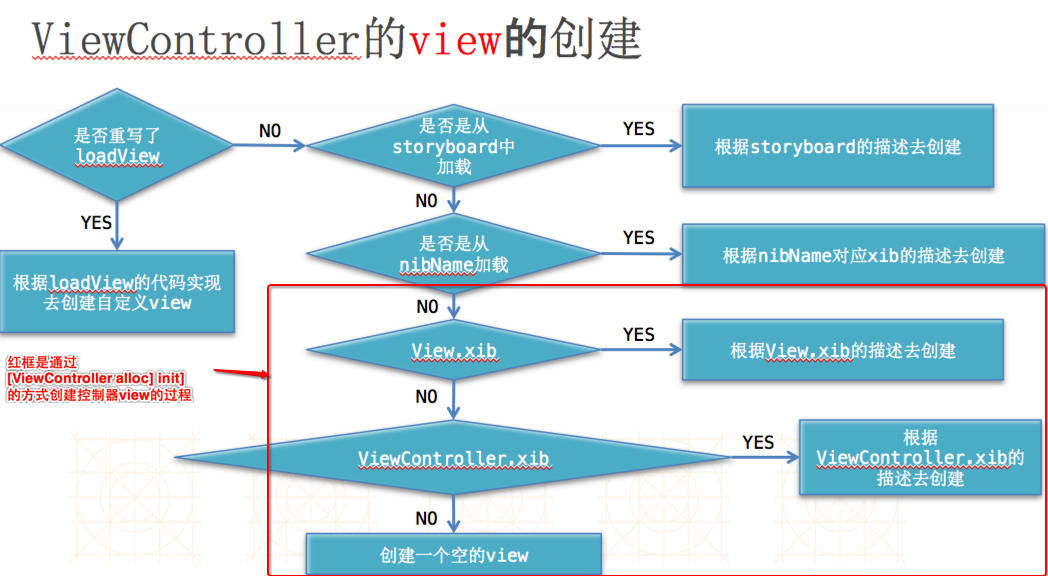 ViewController的view的创建
是否重写了
loadView
NO
是否是从
storyboard中
加载
YES
根据storyboard的描述去创建
YES
NO
根据loadView的代码实现
去创建自定义view
是否是从
nibName加载
YES
根据nibName对应xib的描述去创建
NO
View.xib
YES
根据View.xib的描述去创建
红框是通过
[ViewController alloc] init]
的方式创建控制器view的过程
NO
ViewController.xib
YES
根据
ViewController.xib的
描述去创建
NO
创建一个空的view